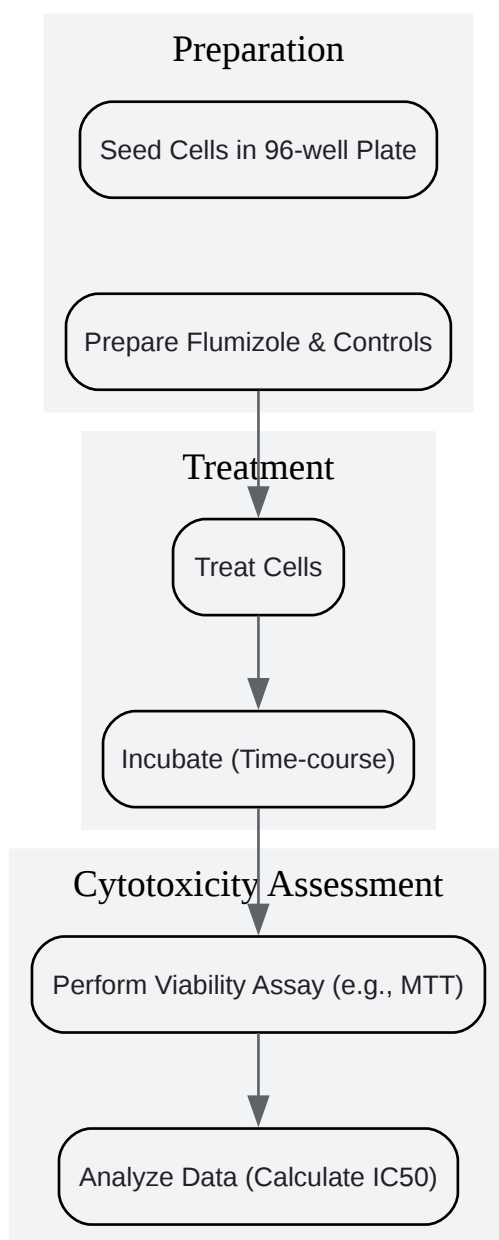 Preparation
Seed Cells in 96-well Plate
Prepare Flumizole & Controls
Treatment
Treat Cells
Incubate (Time-course)
Cytotoxicity Assessment
Perform Viability Assay (e.g., MTT)
Analyze Data (Calculate IC50)